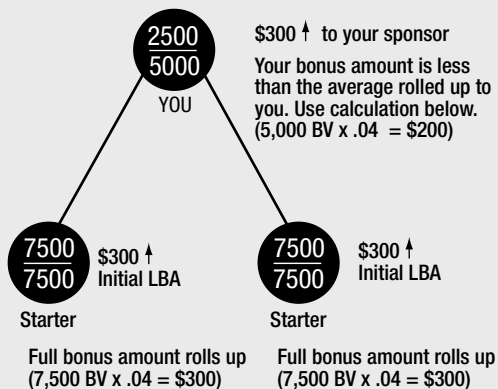 2500
5000
YOU
$300 ↑ to your sponsor
Your bonus amount is less
than the average rolled up to
you. Use calculation below.
(5,000 BV x .04 = $200)
7500
7500
$300 ↑
Initial LBA
Starter
Full bonus amount rolls up
(7,500 BV x .04 = $300)
7500
7500
$300 ↑
Initial LBA
Starter
Full bonus amount rolls up
(7,500 BV x .04 = $300)